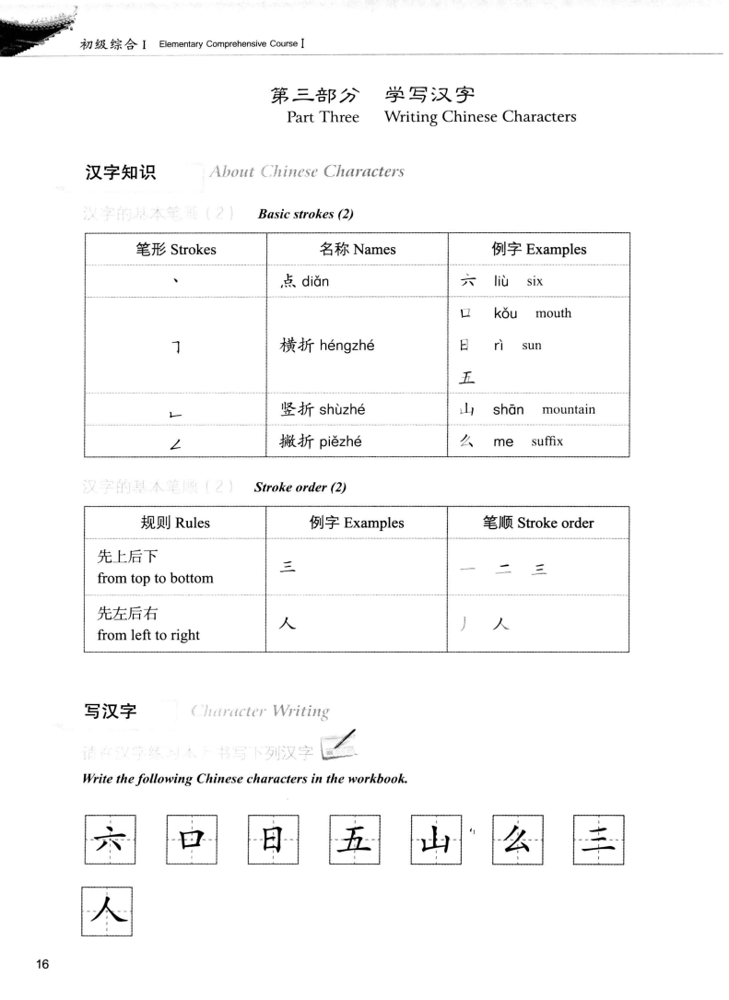 初级综合 I Elementary Comprehensive Course I
第三部分 学写汉字
Part Three Writing Chinese Characters
汉字知识 About Chinese Characters
汉字的基本笔画（2） Basic strokes (2)
笔形 Strokes 名称 Names 例字 Examples
丶 点 diǎn 六 liù six
㇕ 横折 héngzhé 口 kǒu mouth
日 rì sun
五
㇗ 竖折 shùzhé 山 shān mountain
㇜ 撇折 piězhé 么 me suffix
汉字的基本笔顺（2） Stroke order (2)
规则 Rules 例字 Examples 笔顺 Stroke order
先上后下
from top to bottom
三 一 二 三
先左后右
from left to right
人 丿 人
写汉字 Character Writing
请在汉字练习本上书写下列汉字
Write the following Chinese characters in the workbook.
六 口 日 五 山 么 三
人
16